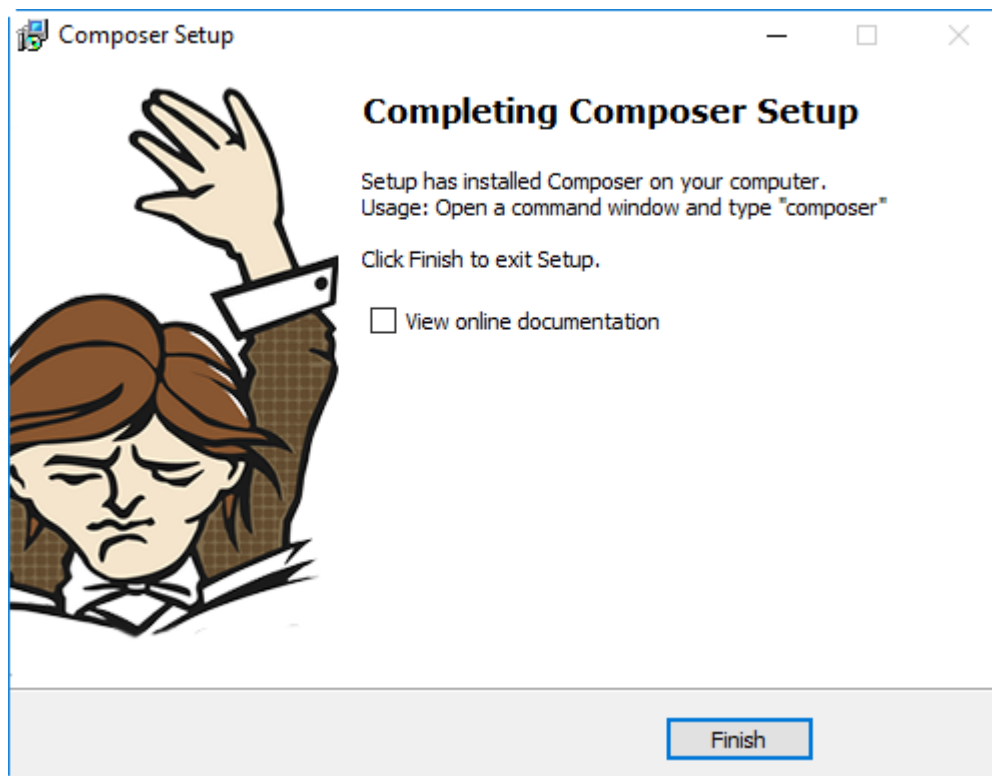 Composer Setup
Completing Composer Setup
Setup has installed Composer on your computer.
Usage: Open a command window and type "composer"
Click Finish to exit Setup.
View online documentation
Finish